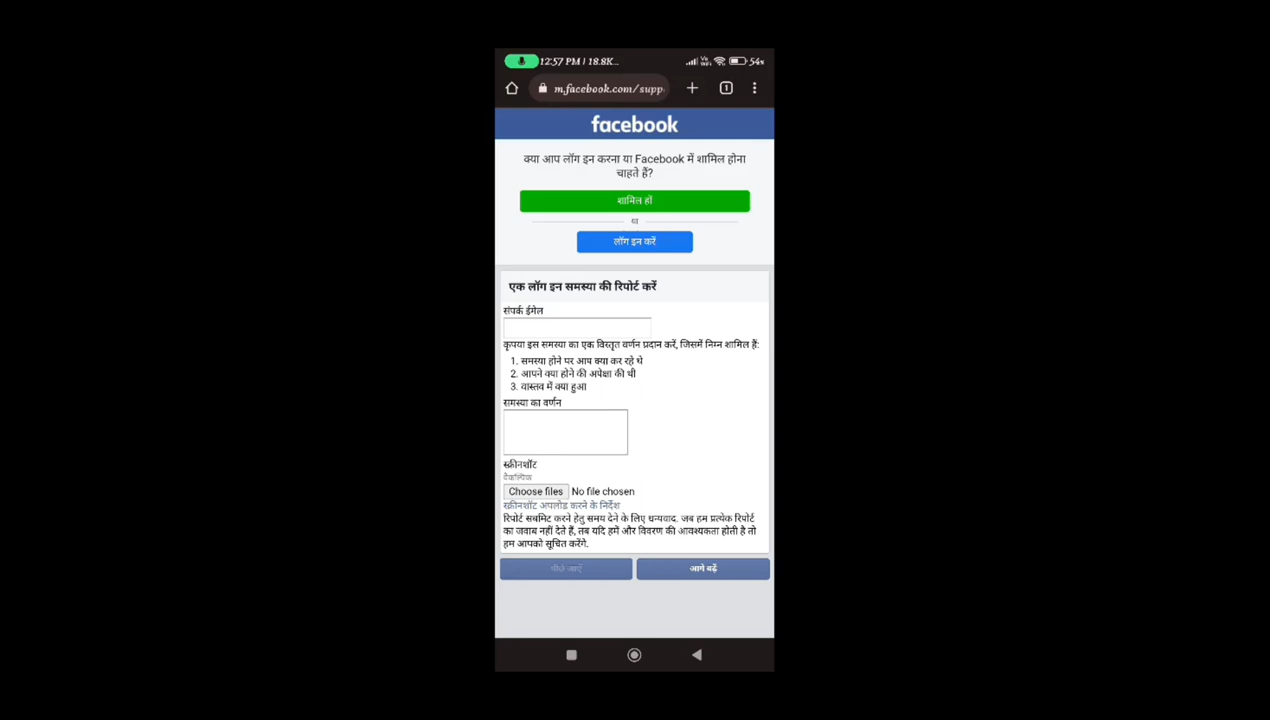 12:57 PM | 18.8K...
Vo
WiFi
54%
m.facebook.com/supp
1
facebook
क्या आप लॉग इन करना या Facebook में शामिल होना
चाहते हैं?
शामिल हों
या
लॉग इन करें
एक लॉग इन समस्या की रिपोर्ट करें
संपर्क ईमेल
कृपया इस समस्या का एक विस्तृत वर्णन प्रदान करें, जिसमें निम्न शामिल हैं:
1. समस्या होने पर आप क्या कर रहे थे
2. आपने क्या होने की अपेक्षा की थी
3. वास्तव में क्या हुआ
समस्या का वर्णन
स्क्रीनशॉट
वैकल्पिक
Choose files No file chosen
स्क्रीनशॉट अपलोड करने के निर्देश
रिपोर्ट सबमिट करने हेतु समय देने के लिए धन्यवाद. जब हम प्रत्येक रिपोर्ट
का जवाब नहीं देते हैं, तब यदि हमें और विवरण की आवश्यकता होती है तो
हम आपको सूचित करेंगे.
पीछे जाएँ
आगे बढ़ें